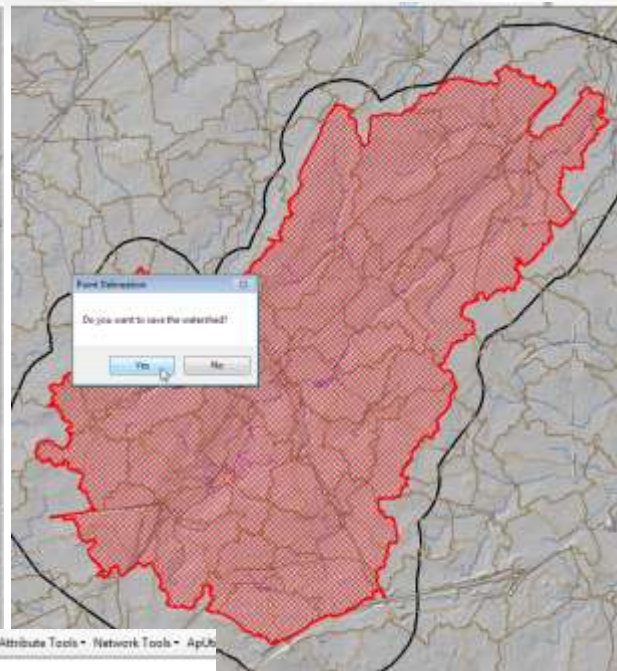 Point Delineation
Do you want to save the watershed?
Yes No
Attribute Tools Network Tools ApUt